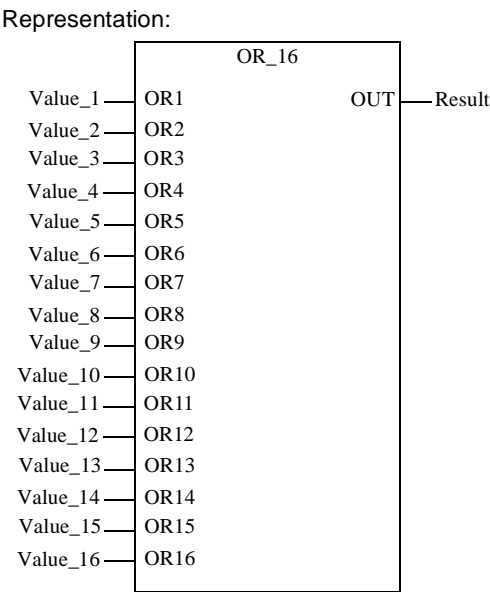 Representation:
OR_16
Value_1 OR1 OUT Result
Value_2 OR2
Value_3 OR3
Value_4 OR4
Value_5 OR5
Value_6 OR6
Value_7 OR7
Value_8 OR8
Value_9 OR9
Value_10 OR10
Value_11 OR11
Value_12 OR12
Value_13 OR13
Value_14 OR14
Value_15 OR15
Value_16 OR16